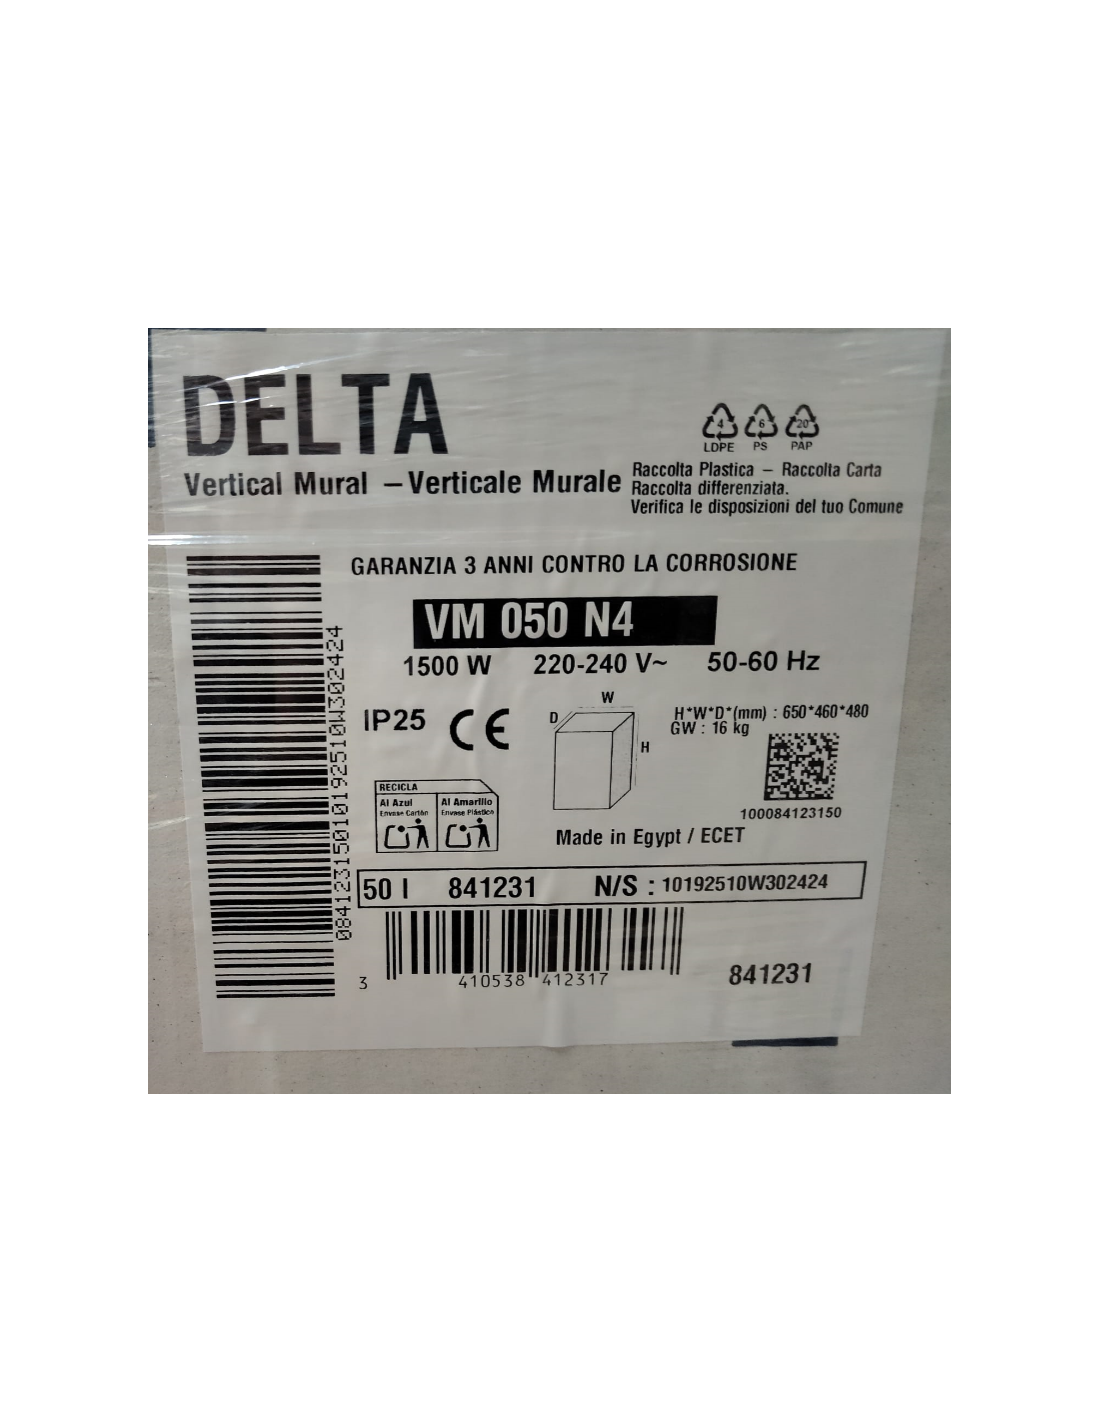 DELTA
Vertical Mural – Verticale Murale
4 6 20
LDPE PS PAP
Raccolta Plastica – Raccolta Carta
Raccolta differenziata.
Verifica le disposizioni del tuo Comune
GARANZIA 3 ANNI CONTRO LA CORROSIONE
VM 050 N4
1500 W 220-240 V~ 50-60 Hz
IP25 CE
D W H
H*W*D*(mm) : 650*460*480
GW : 16 kg
100084123150
RECICLA
Al Azul Al Amarillo
Envase Cartón Envase Plástico
Made in Egypt / ECET
08412315010192510W302424
50 l 841231 N/S : 10192510W302424
3 410538 412317
841231